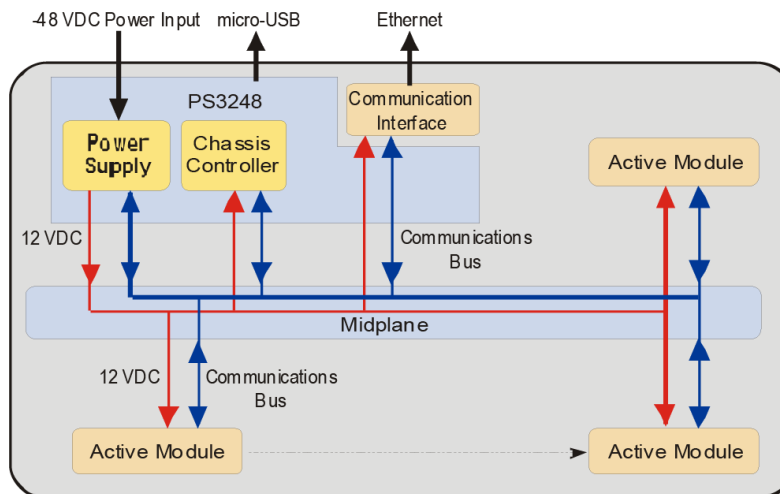 -48 VDC Power Input
micro-USB
Ethernet
PS3248
Communication
Interface
Power
Supply
Chassis
Controller
Active Module
12 VDC
Communications
Bus
Midplane
12 VDC
Communications
Bus
Active Module
Active Module